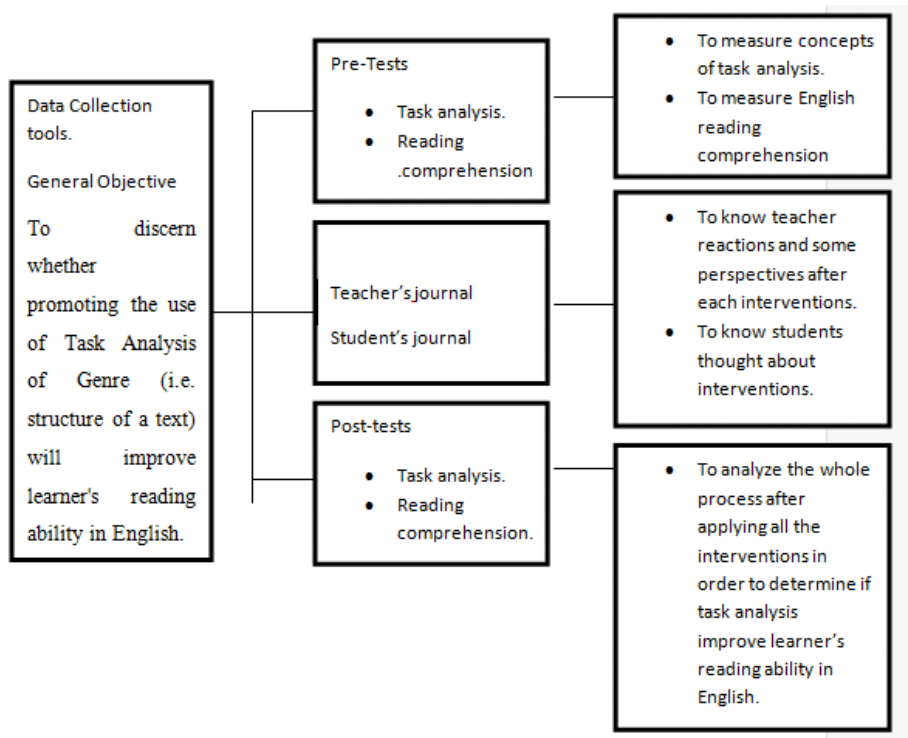 Data Collection
tools.
General Objective
To discern
whether
promoting the use
of Task Analysis
of Genre (i.e.
structure of a text)
will improve
learner's reading
ability in English.
Pre-Tests
● Task analysis.
● Reading
.comprehension
Teacher’s journal
Student’s journal
Post-tests
● Task analysis.
● Reading
comprehension.
● To measure concepts
of task analysis.
● To measure English
reading
comprehension
● To know teacher
reactions and some
perspectives after
each interventions.
● To know students
thought about
interventions.
● To analyze the whole
process after
applying all the
interventions in
order to determine if
task analysis
improve learner’s
reading ability in
English.